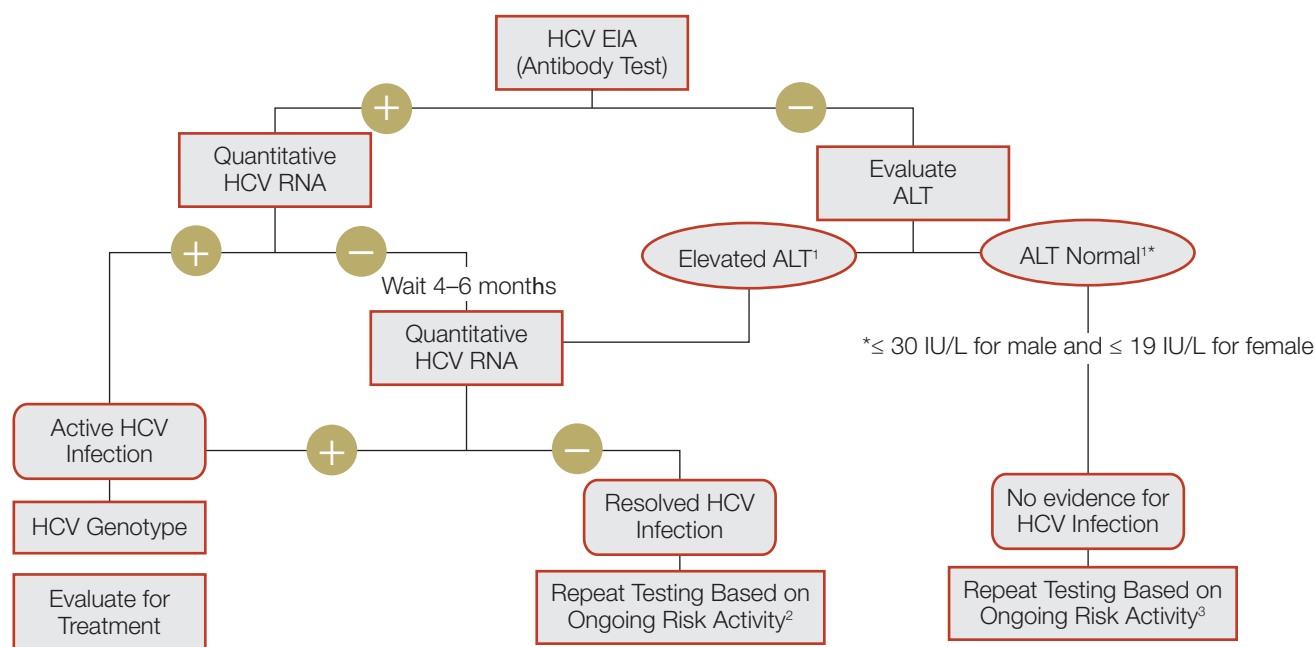 HCV EIA
(Antibody Test)
+
−
Quantitative
HCV RNA
Evaluate
ALT
+
−
Elevated ALT¹
ALT Normal¹*
Wait 4–6 months
Quantitative
HCV RNA
*≤ 30 IU/L for male and ≤ 19 IU/L for female
Active HCV
Infection
+
−
Resolved HCV
Infection
No evidence for
HCV Infection
HCV Genotype
Repeat Testing Based on
Ongoing Risk Activity²
Repeat Testing Based on
Ongoing Risk Activity³
Evaluate for
Treatment